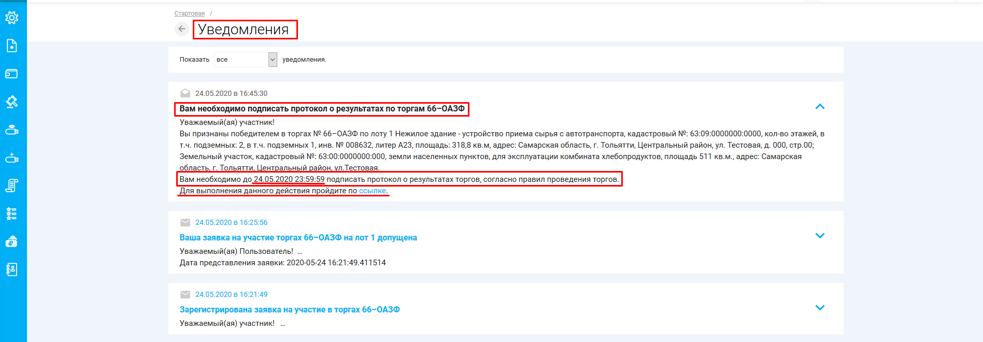 Стартовая /
Уведомления
Показать все уведомления.
24.05.2020 в 16:45:30
Вам необходимо подписать протокол о результатах по торгам 66–ОАЗФ
Уважаемый(ая) участник!
Вы признаны победителем в торгах № 66–ОАЗФ по лоту 1 Нежилое здание - устройство приема сырья с автотранспорта, кадастровый №: 63:09:0000000:0000, кол-во этажей, в
т.ч. подземных: 2, в т.ч. подземных 1, инв. № 008632, литер А23, площадь: 318,8 кв.м, адрес: Самарская область, г. Тольятти, Центральный район, ул. Тестовая, д. 000, стр.00;
Земельный участок, кадастровый №: 63:00:0000000:000, земли населенных пунктов, для эксплуатации комбината хлебопродуктов, площадь 511 кв.м., адрес: Самарская
область, г. Тольятти, Центральный район, ул.Тестовая.
Вам необходимо до 24.05.2020 23:59:59 подписать протокол о результатах торгов, согласно правил проведения торгов.
Для выполнения данного действия пройдите по ссылке.
24.05.2020 в 16:25:56
Ваша заявка на участие торгах 66–ОАЗФ на лот 1 допущена
Уважаемый(ая) Пользователь! ...
Дата представления заявки: 2020-05-24 16:21:49.411514
24.05.2020 в 16:21:49
Зарегистрирована заявка на участие в торгах 66–ОАЗФ
Уважаемый(ая) участник! ...